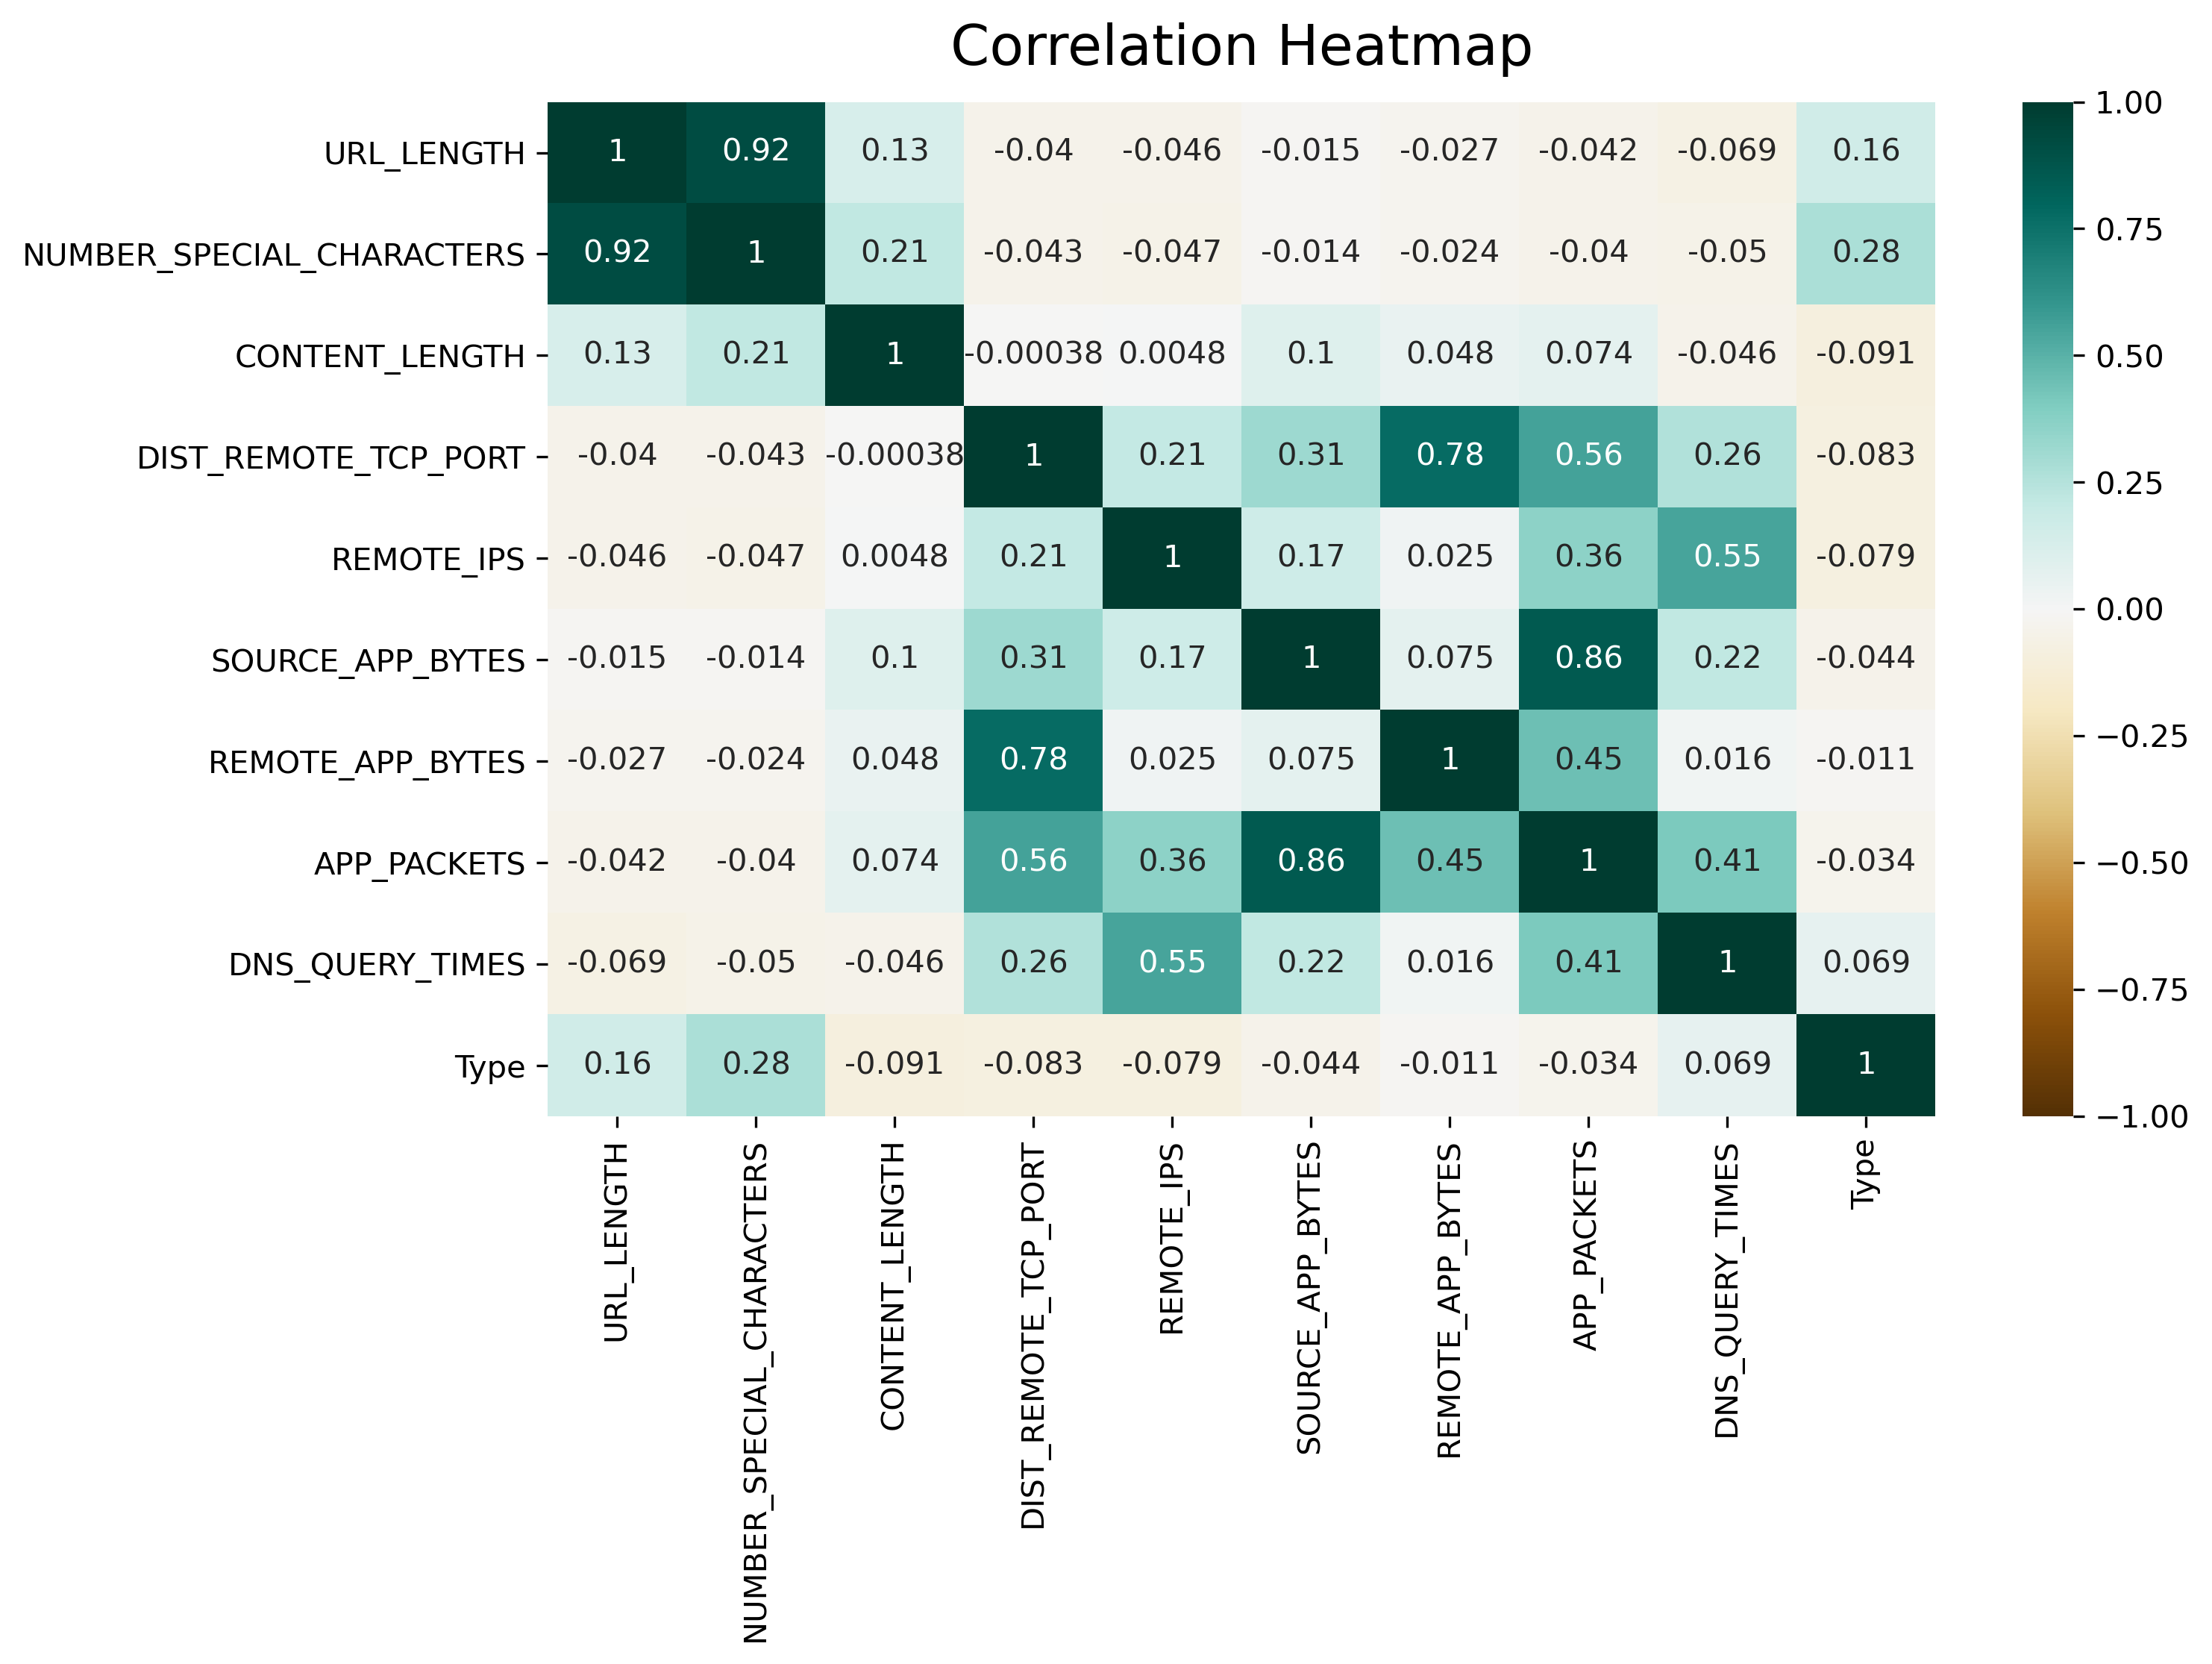 Correlation Heatmap
URL_LENGTH 1 0.92 0.13 -0.04 -0.046 -0.015 -0.027 -0.042 -0.069 0.16
NUMBER_SPECIAL_CHARACTERS 0.92 1 0.21 -0.043 -0.047 -0.014 -0.024 -0.04 -0.05 0.28
CONTENT_LENGTH 0.13 0.21 1 -0.00038 0.0048 0.1 0.048 0.074 -0.046 -0.091
DIST_REMOTE_TCP_PORT -0.04 -0.043 -0.00038 1 0.21 0.31 0.78 0.56 0.26 -0.083
REMOTE_IPS -0.046 -0.047 0.0048 0.21 1 0.17 0.025 0.36 0.55 -0.079
SOURCE_APP_BYTES -0.015 -0.014 0.1 0.31 0.17 1 0.075 0.86 0.22 -0.044
REMOTE_APP_BYTES -0.027 -0.024 0.048 0.78 0.025 0.075 1 0.45 0.016 -0.011
APP_PACKETS -0.042 -0.04 0.074 0.56 0.36 0.86 0.45 1 0.41 -0.034
DNS_QUERY_TIMES -0.069 -0.05 -0.046 0.26 0.55 0.22 0.016 0.41 1 0.069
Type 0.16 0.28 -0.091 -0.083 -0.079 -0.044 -0.011 -0.034 0.069 1
URL_LENGTH
NUMBER_SPECIAL_CHARACTERS
CONTENT_LENGTH
DIST_REMOTE_TCP_PORT
REMOTE_IPS
SOURCE_APP_BYTES
REMOTE_APP_BYTES
APP_PACKETS
DNS_QUERY_TIMES
Type
1.00
0.75
0.50
0.25
0.00
−0.25
−0.50
−0.75
−1.00